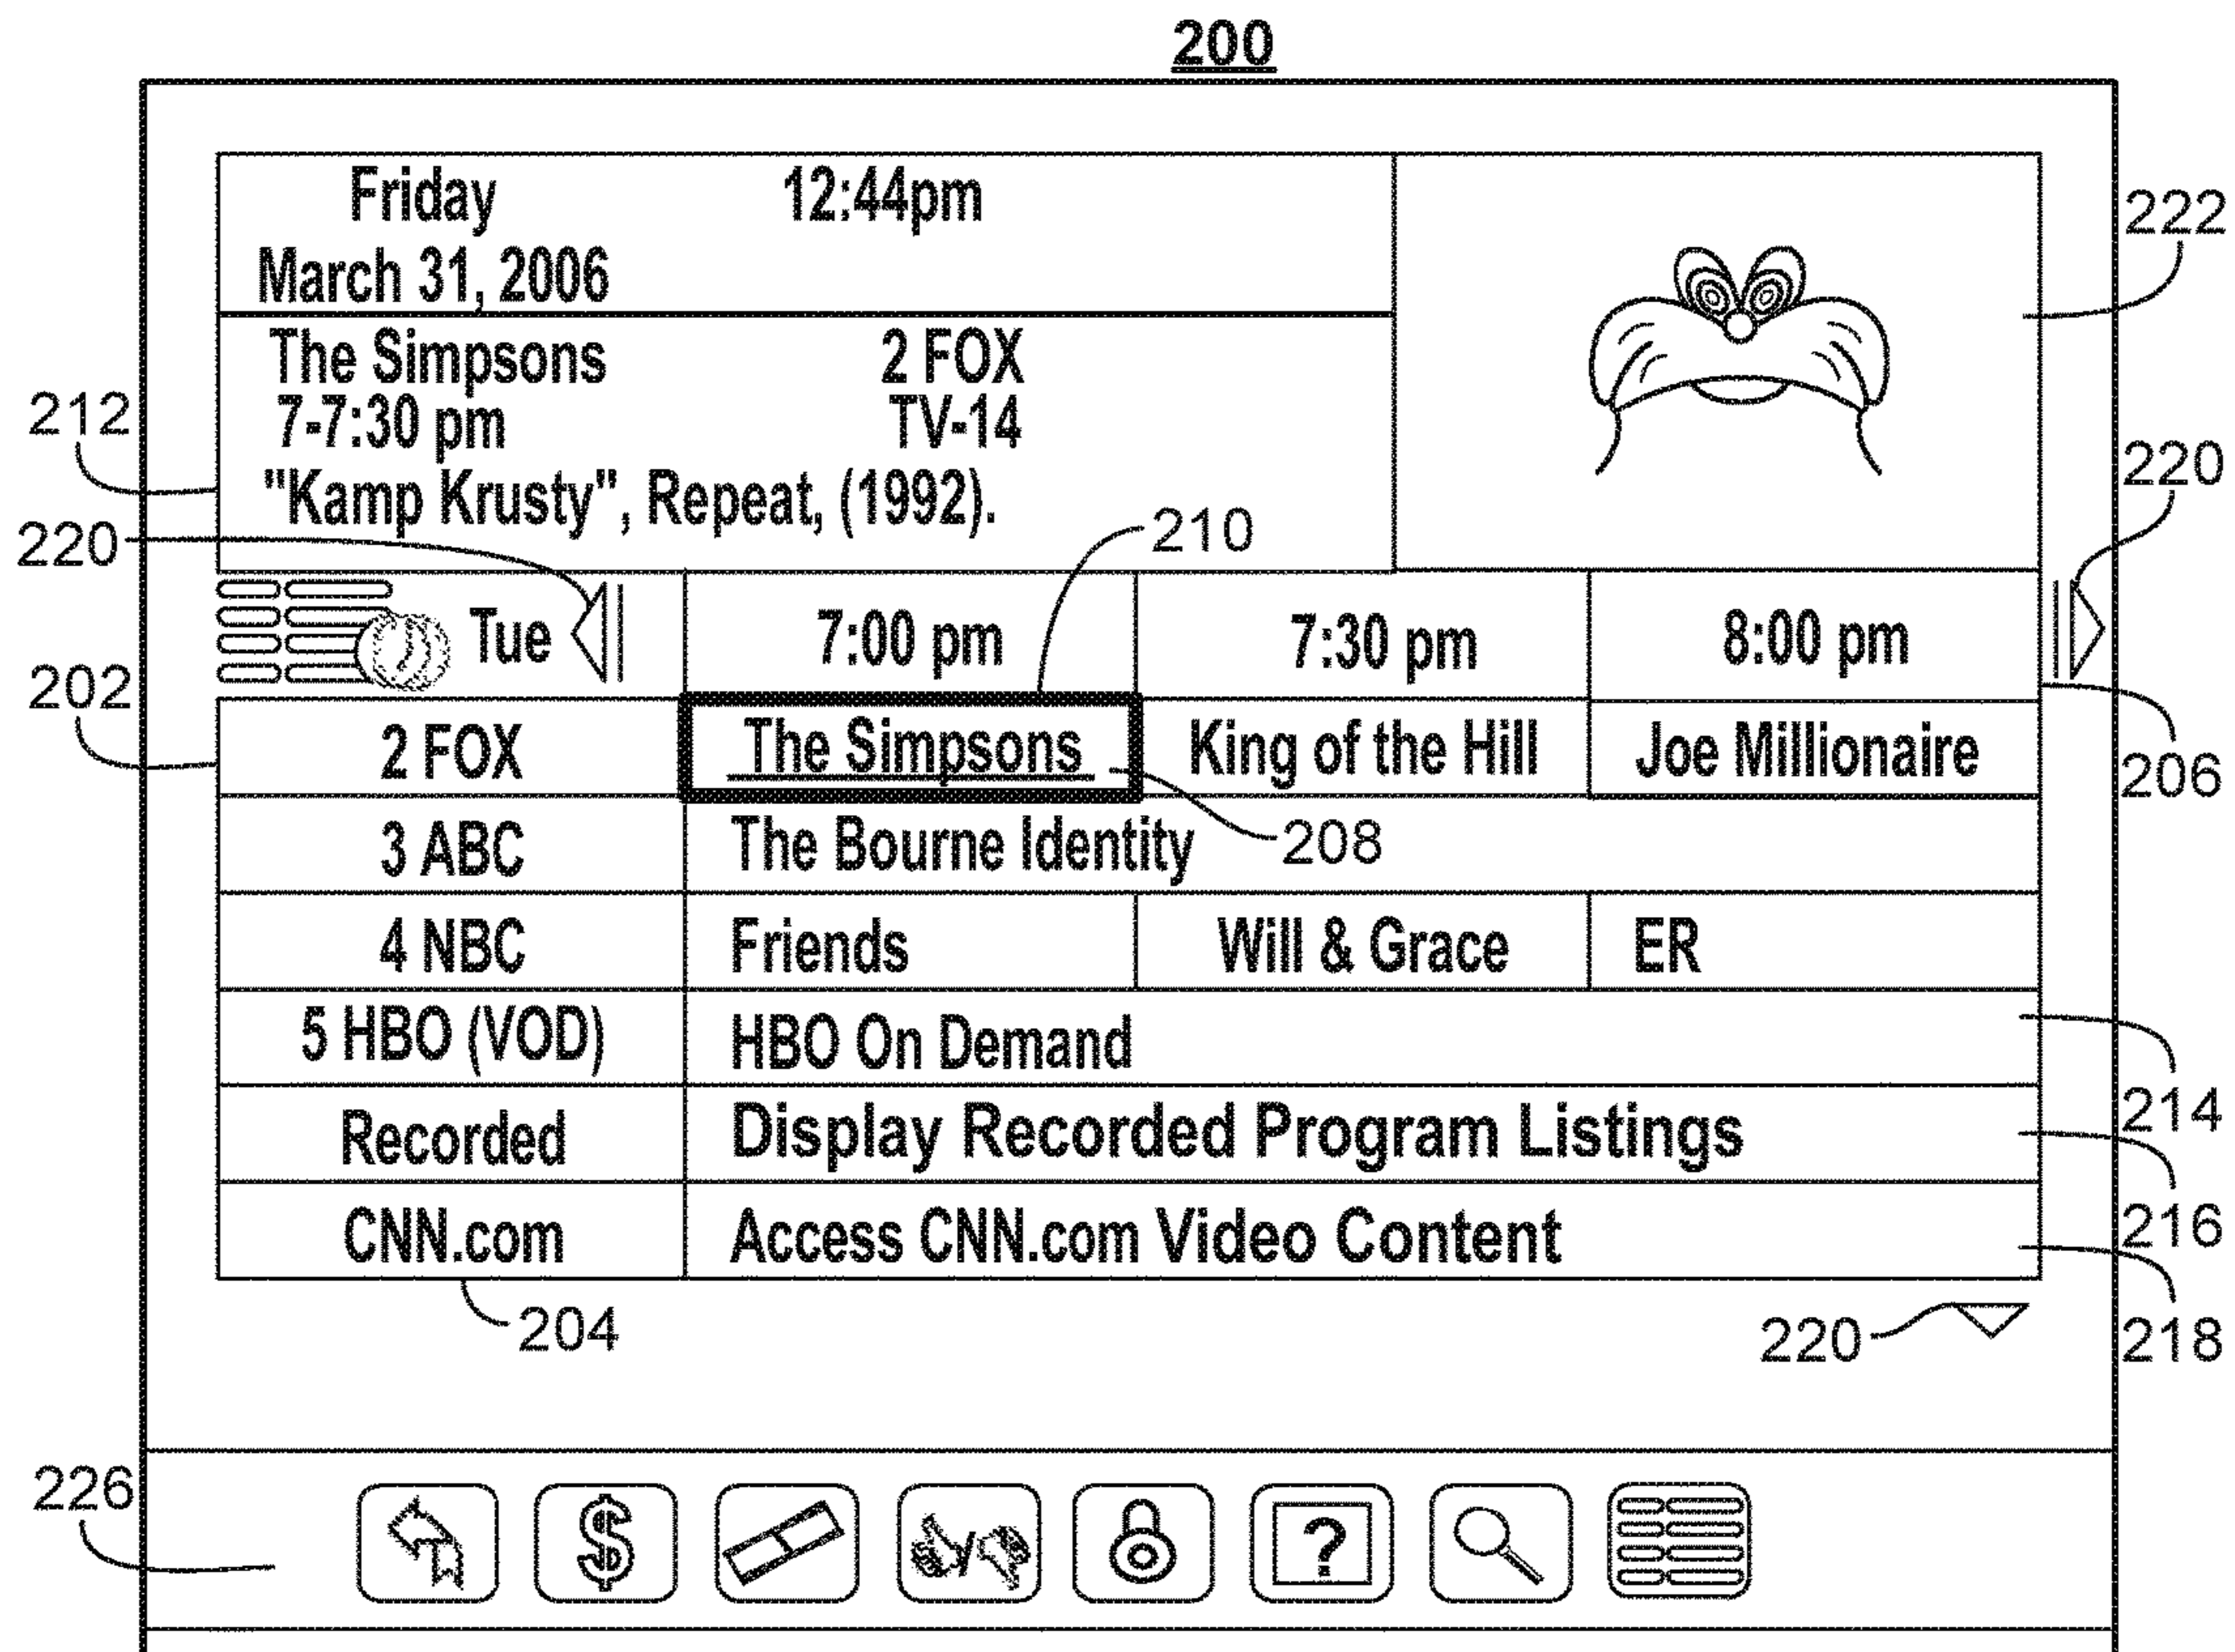 200
Friday 12:44pm
March 31, 2006
222
The Simpsons 2 FOX
212
7-7:30 pm TV-14
220
"Kamp Krusty", Repeat, (1992).
210
220
Tue 7:00 pm 7:30 pm 8:00 pm
202
2 FOX The Simpsons King of the Hill Joe Millionaire
206
3 ABC The Bourne Identity 208
4 NBC Friends Will & Grace ER
5 HBO (VOD) HBO On Demand
214
Recorded Display Recorded Program Listings
216
CNN.com Access CNN.com Video Content
204
220
218
226
$
?